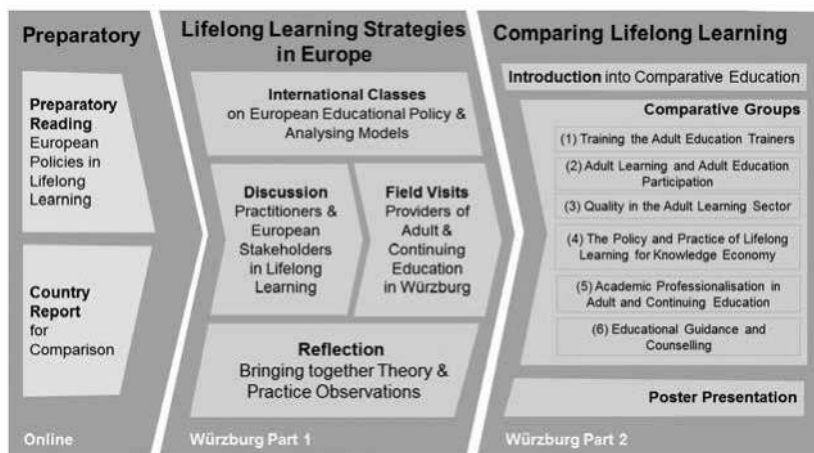 Preparatory
Preparatory
Reading
European
Policies in
Lifelong
Learning
Country
Report
for
Comparison
Online
Lifelong Learning Strategies
in Europe
International Classes
on European Educational Policy &
Analysing Models
Discussion
Practitioners &
European
Stakeholders
in Lifelong
Learning
Field Visits
Providers of
Adult &
Continuing
Education
in Würzburg
Reflection
Bringing together Theory &
Practice Observations
Würzburg Part 1
Comparing Lifelong Learning
Introduction into Comparative Education
Comparative Groups
(1) Training the Adult Education Trainers
(2) Adult Learning and Adult Education
Participation
(3) Quality in the Adult Learning Sector
(4) The Policy and Practice of Lifelong
Learning for Knowledge Economy
(5) Academic Professionalisation in
Adult and Continuing Education
(6) Educational Guidance and
Counselling
Poster Presentation
Würzburg Part 2